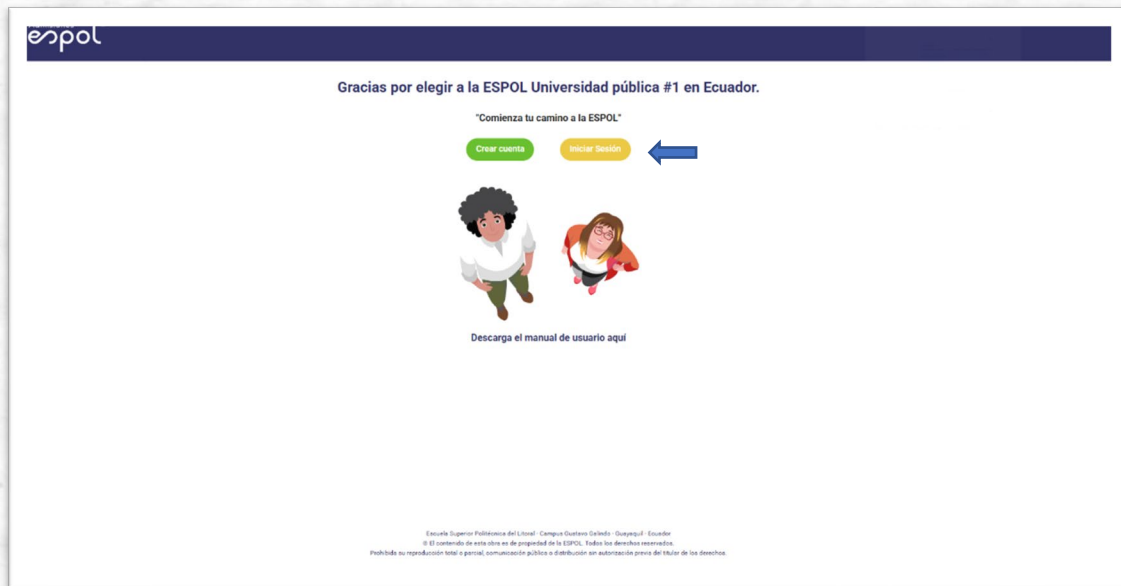 espol
Gracias por elegir a la ESPOL Universidad pública #1 en Ecuador.
"Comienza tu camino a la ESPOL"
Crear cuenta
Iniciar Sesión
Descarga el manual de usuario aquí
Escuela Superior Politécnica del Litoral - Campus Gustavo Galindo - Guayaquil - Ecuador
® El contenido de esta obra es de propiedad de la ESPOL. Todos los derechos reservados.
Prohibida su reproducción total o parcial, comunicación pública o distribución sin autorización previa del titular de los derechos.